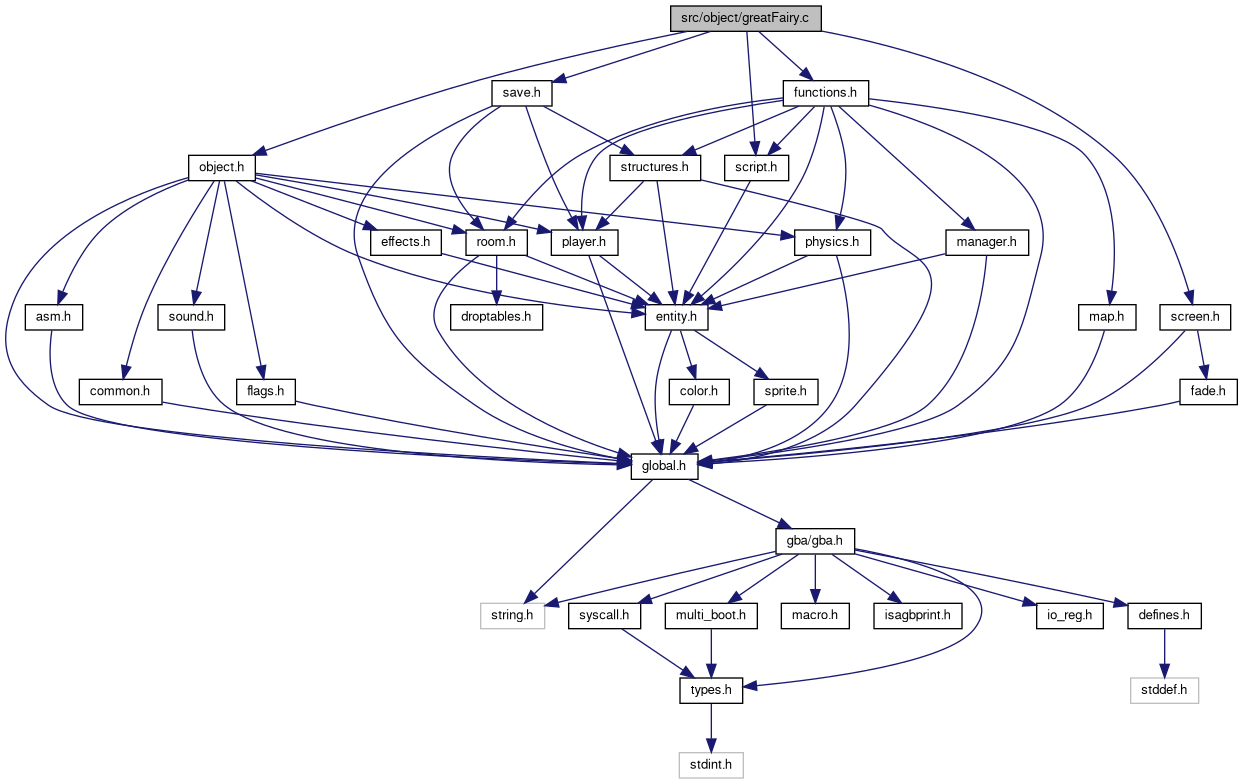 src/object/greatFairy.c
save.h
functions.h
object.h
structures.h
script.h
effects.h
room.h
player.h
physics.h
manager.h
asm.h
sound.h
droptables.h
entity.h
map.h
screen.h
common.h
flags.h
color.h
sprite.h
fade.h
global.h
gba/gba.h
string.h
syscall.h
multi_boot.h
macro.h
isagbprint.h
io_reg.h
defines.h
types.h
stddef.h
stdint.h